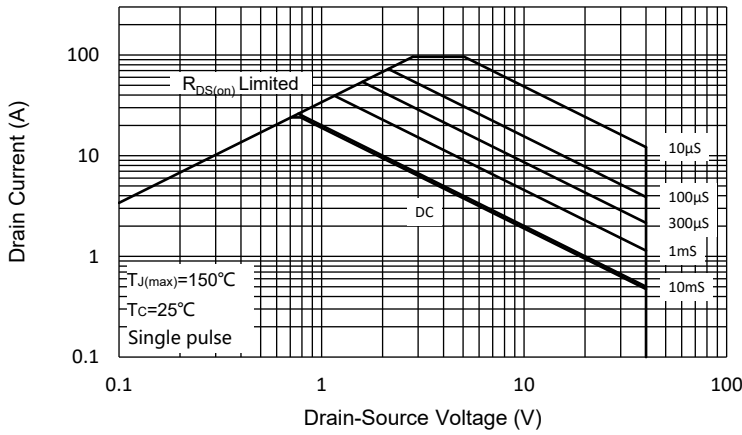 100
10
1
0.1
Drain Current (A)
R_DS(on) Limited
DC
10µS
100µS
300µS
1mS
10mS
TJ(max)=150℃
Tc=25℃
Single pulse
0.1
1
10
100
Drain-Source Voltage (V)